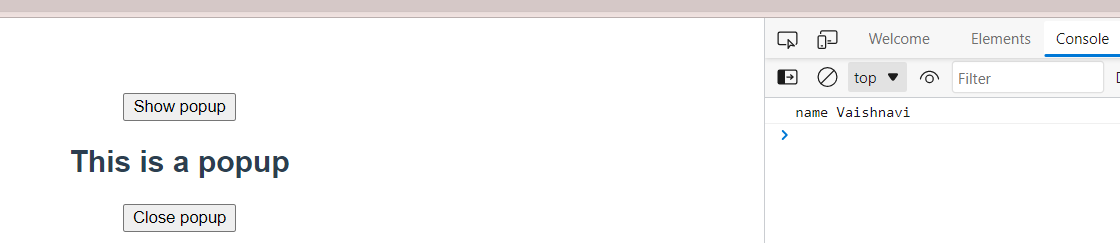 Show popup
This is a popup
Close popup
Welcome Elements Console
top Filter
name Vaishnavi